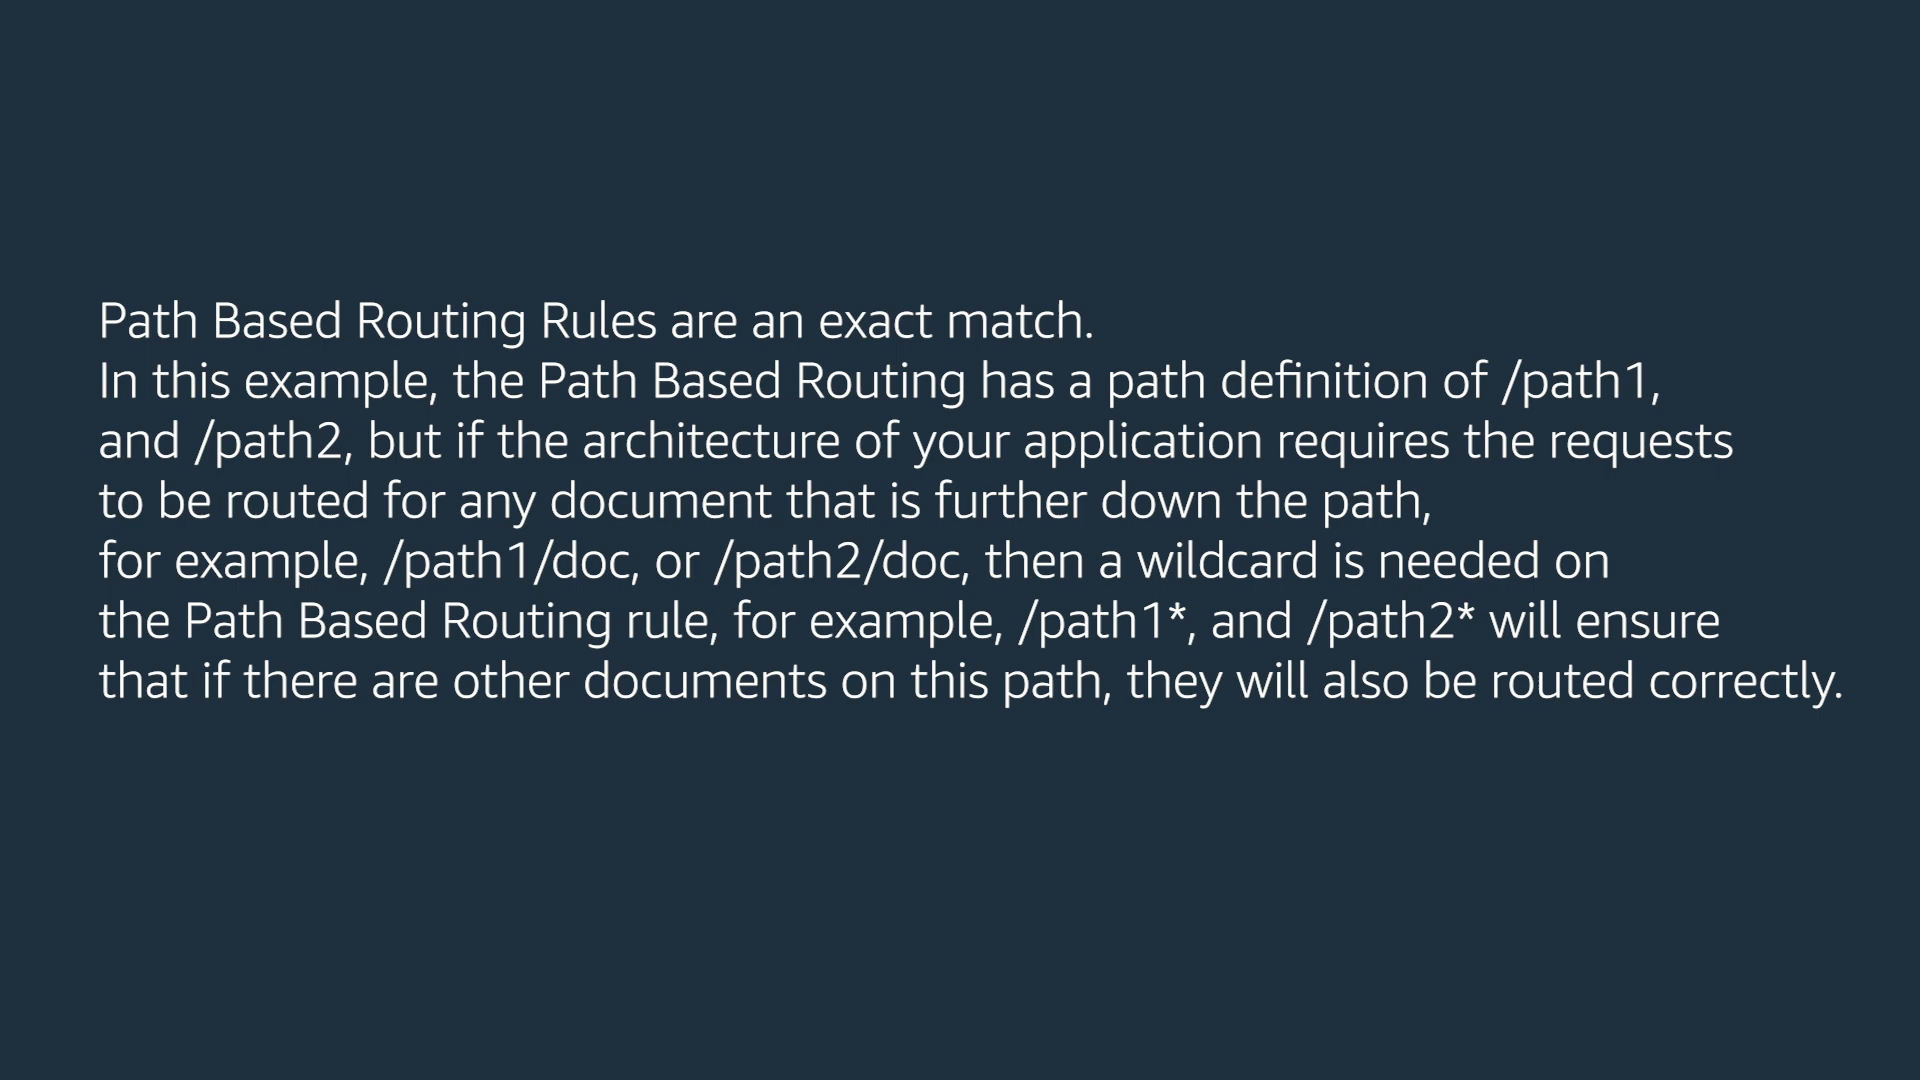 Path Based Routing Rules are an exact match.
In this example, the Path Based Routing has a path definition of /path1,
and /path2, but if the architecture of your application requires the requests
to be routed for any document that is further down the path,
for example, /path1/doc, or /path2/doc, then a wildcard is needed on
the Path Based Routing rule, for example, /path1*, and /path2* will ensure
that if there are other documents on this path, they will also be routed correctly.